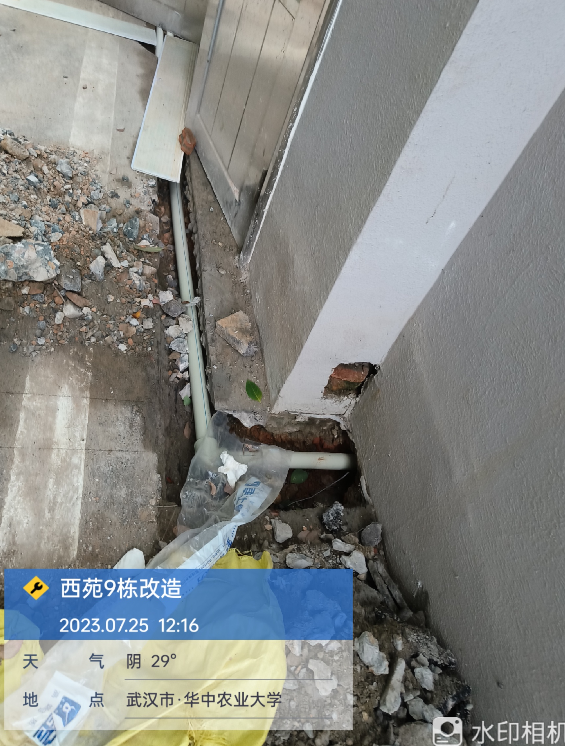 西苑9栋改造
2023.07.25 12:16
天 气 阴 29°
地 点 武汉市·华中农业大学
水印相机